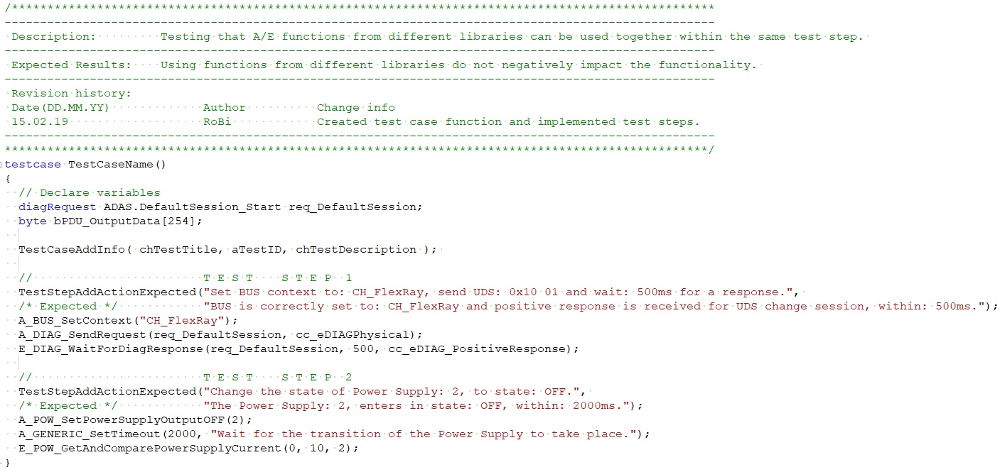 /***************************************************************************************************
----------------------------------------------------------------------------------------------------
Description: Testing that A/E functions from different libraries can be used together within the same test step.
----------------------------------------------------------------------------------------------------
Expected Results: Using functions from different libraries do not negatively impact the functionality.
----------------------------------------------------------------------------------------------------
Revision history:
Date(DD.MM.YY) Author Change info
15.02.19 RoBi Created test case function and implemented test steps.
----------------------------------------------------------------------------------------------------
***************************************************************************************************/
testcase TestCaseName()
{
// Declare variables
diagRequest ADAS.DefaultSession_Start req_DefaultSession;
byte bPDU_OutputData[254];
TestCaseAddInfo( chTestTitle, aTestID, chTestDescription );
// T E S T S T E P 1
TestStepAddActionExpected("Set BUS context to: CH_FlexRay, send UDS: 0x10 01 and wait: 500ms for a response.",
/* Expected */ "BUS is correctly set to: CH_FlexRay and positive response is received for UDS change session, within: 500ms.");
A_BUS_SetContext("CH_FlexRay");
A_DIAG_SendRequest(req_DefaultSession, cc_eDIAGPhysical);
E_DIAG_WaitForDiagResponse(req_DefaultSession, 500, cc_eDIAG_PositiveResponse);
// T E S T S T E P 2
TestStepAddActionExpected("Change the state of Power Supply: 2, to state: OFF.",
/* Expected */ "The Power Supply: 2, enters in state: OFF, within: 2000ms.");
A_POW_SetPowerSupplyOutputOFF(2);
A_GENERIC_SetTimeout(2000, "Wait for the transition of the Power Supply to take place.");
E_POW_GetAndComparePowerSupplyCurrent(0, 10, 2);
}